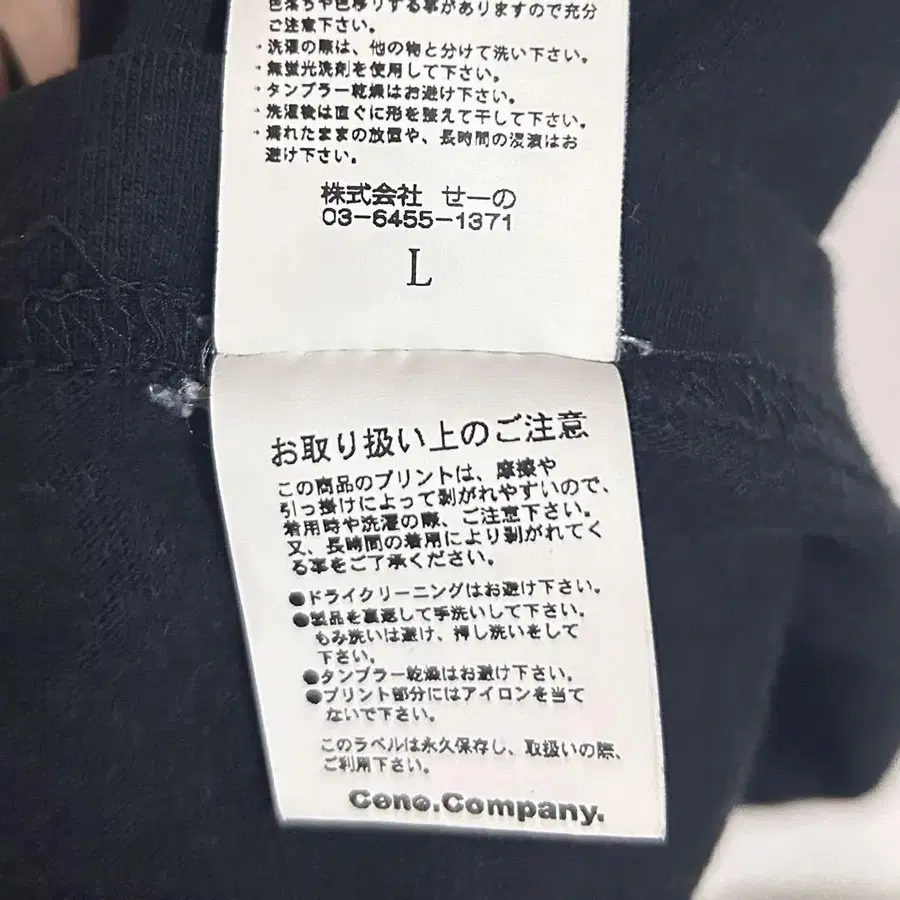 色落ちや色移りする事がありますので充分
ご注意下さい。
・洗濯の際は、他の物と分けて洗い下さい。
・無蛍光洗剤を使用して下さい。
・タンブラー乾燥はお避け下さい。
・洗濯後は直ぐに形を整えて干して下さい。
・濡れたままの放置や、長時間の浸漬はお
避け下さい。
株式会社 せーの
03-6455-1371
L
お取り扱い上のご注意
この商品のプリントは、摩擦や
引っ掛けによって剥がれやすいので、
着用時や洗濯の際、ご注意下さい。
又、長時間の着用により剥がれてく
る事をご了承ください。
●ドライクリーニングはお避け下さい。
●製品を裏返して手洗いして下さい。
もみ洗いは避け、押し洗いをして
下さい。
●タンブラー乾燥はお避け下さい。
●プリント部分にはアイロンを当て
ないで下さい。
このラベルは永久保存し、取扱いの際、
ご利用下さい。
Ceno.Company.